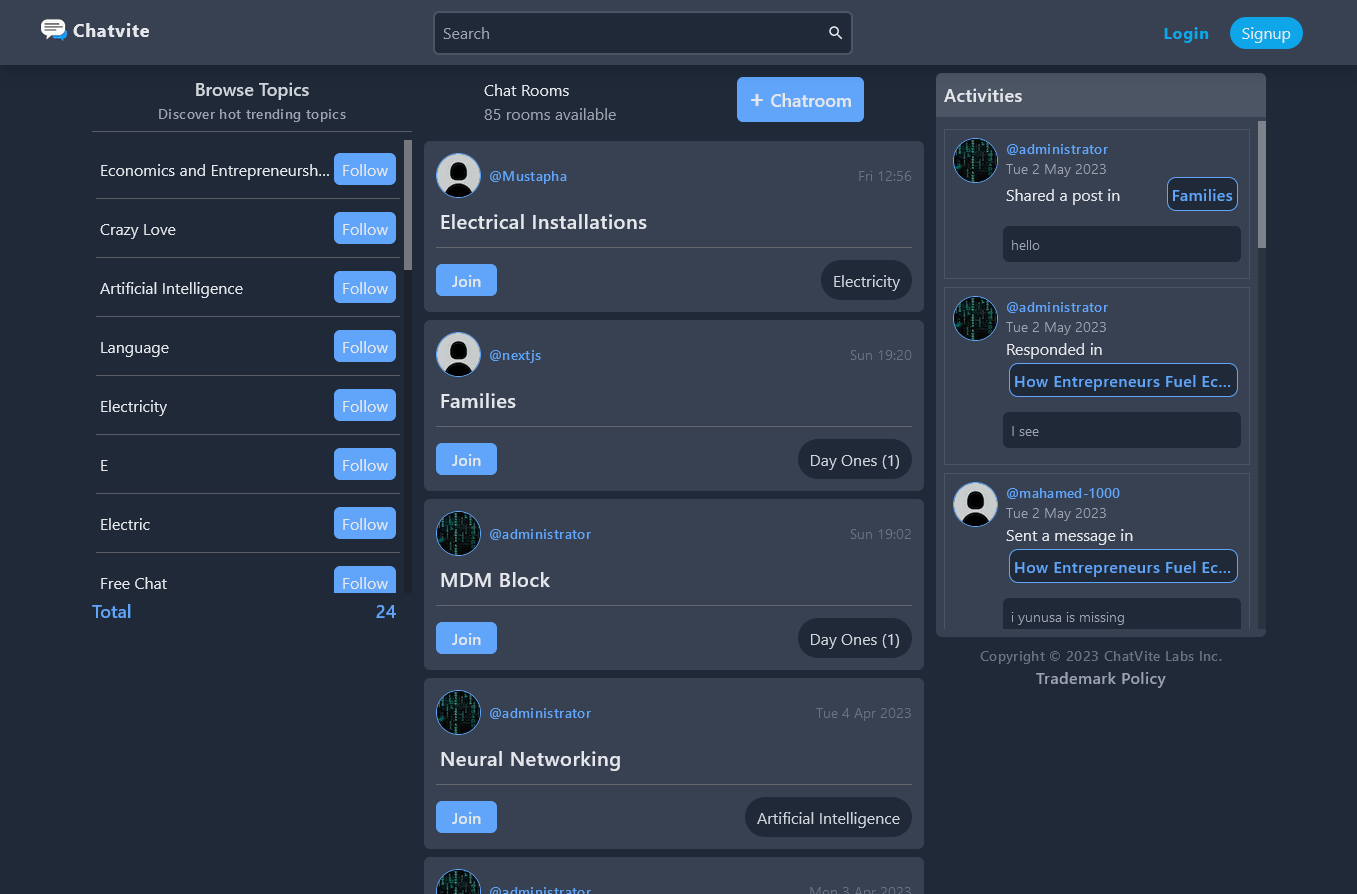 Chatvite
Search
Login
Signup
Browse Topics
Discover hot trending topics
Economics and Entrepreneursh... Follow
Crazy Love Follow
Artificial Intelligence Follow
Language Follow
Electricity Follow
E Follow
Electric Follow
Free Chat Follow
Total 24
Chat Rooms
85 rooms available
+ Chatroom
@Mustapha Fri 12:56
Electrical Installations
Join Electricity
@nextjs Sun 19:20
Families
Join Day Ones (1)
@administrator Sun 19:02
MDM Block
Join Day Ones (1)
@administrator Tue 4 Apr 2023
Neural Networking
Join Artificial Intelligence
@administrator Mon 3 Apr 2023
Activities
@administrator
Tue 2 May 2023
Shared a post in Families
hello
@administrator
Tue 2 May 2023
Responded in
How Entrepreneurs Fuel Ec...
I see
@mahamed-1000
Tue 2 May 2023
Sent a message in
How Entrepreneurs Fuel Ec...
i yunusa is missing
Copyright © 2023 ChatVite Labs Inc.
Trademark Policy